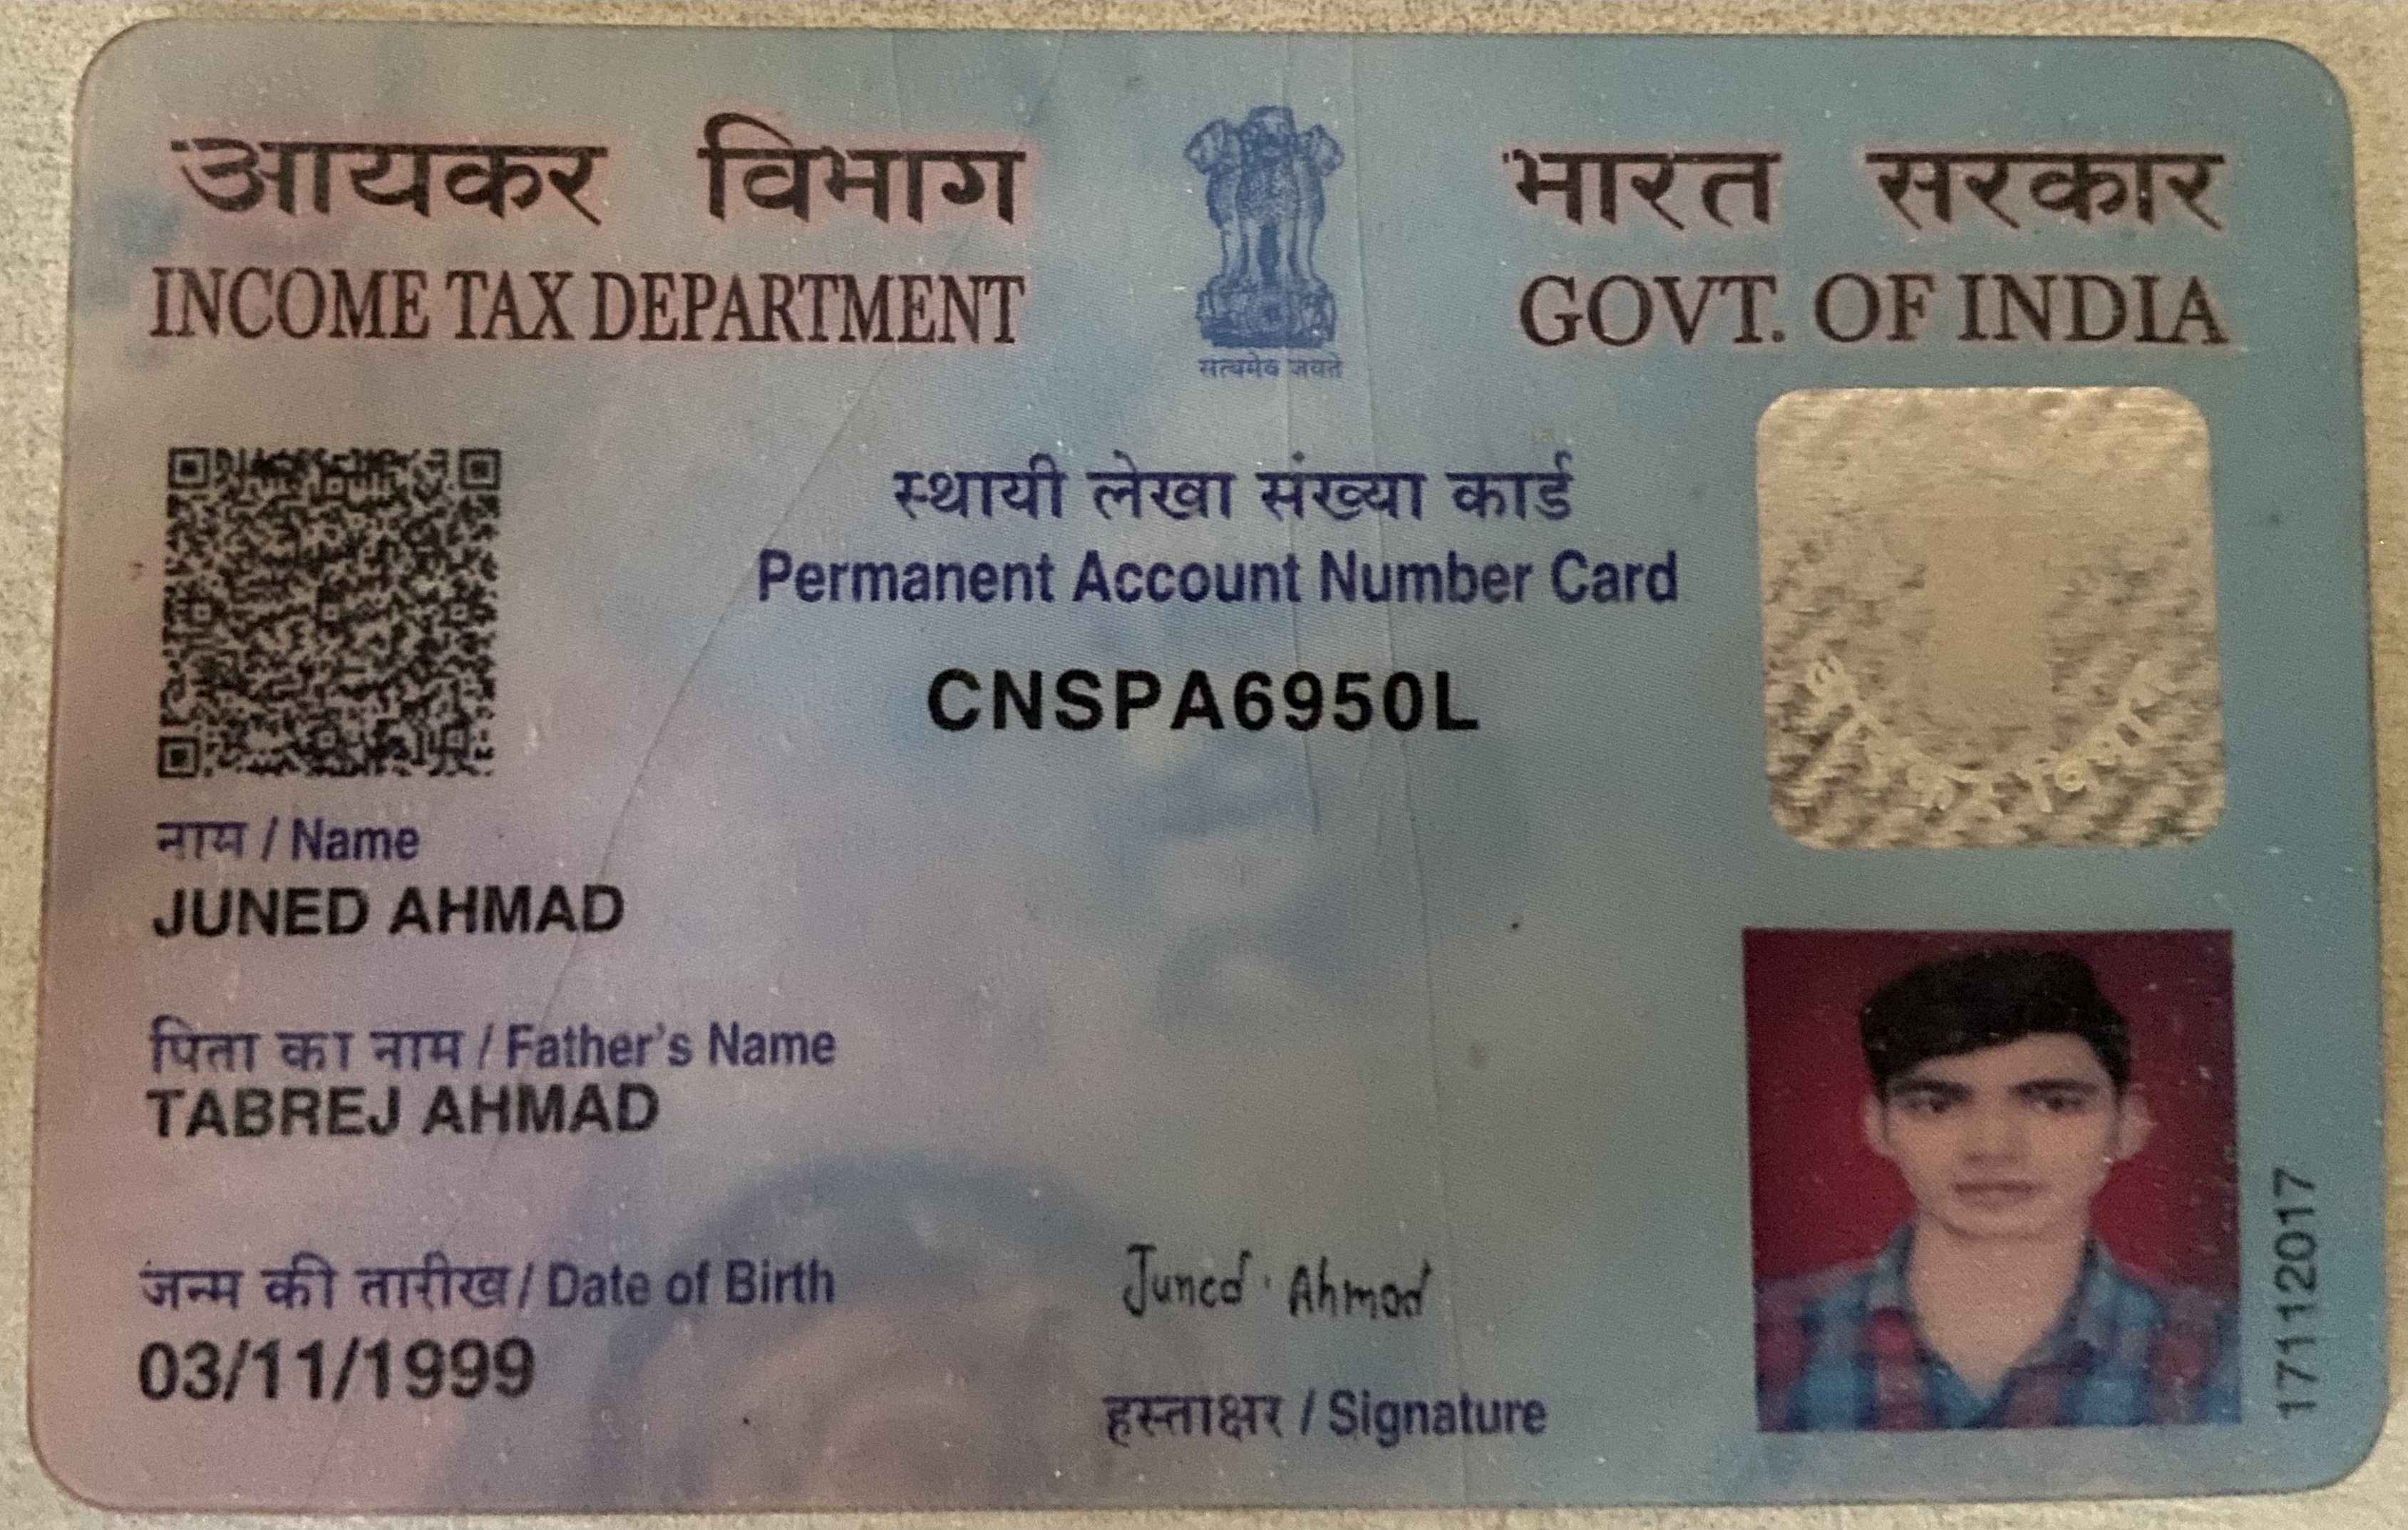 आयकर विभाग
INCOME TAX DEPARTMENT
सत्यमेव जयते
भारत सरकार
GOVT. OF INDIA
स्थायी लेखा संख्या कार्ड
Permanent Account Number Card
CNSPA6950L
नाम / Name
JUNED AHMAD
पिता का नाम / Father's Name
TABREJ AHMAD
जन्म की तारीख / Date of Birth
03/11/1999
Juned Ahmad
हस्ताक्षर / Signature
17112017